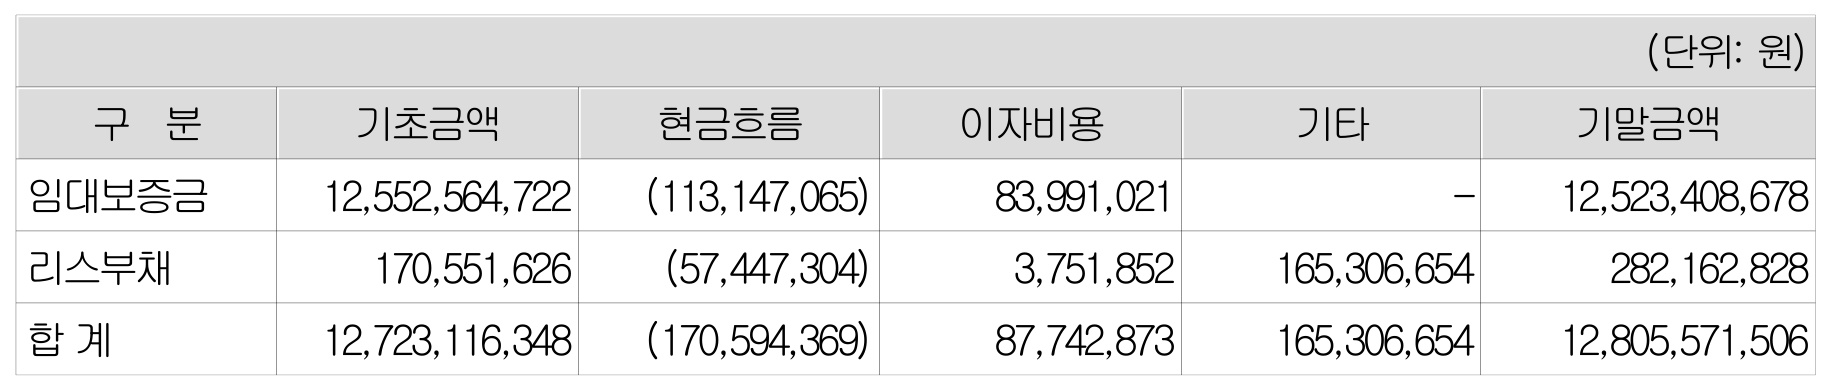 (단위: 원)
구 분 기초금액 현금흐름 이자비용 기타 기말금액
임대보증금 12,552,564,722 (113,147,065) 83,991,021 - 12,523,408,678
리스부채 170,551,626 (57,447,304) 3,751,852 165,306,654 282,162,828
합 계 12,723,116,348 (170,594,369) 87,742,873 165,306,654 12,805,571,506